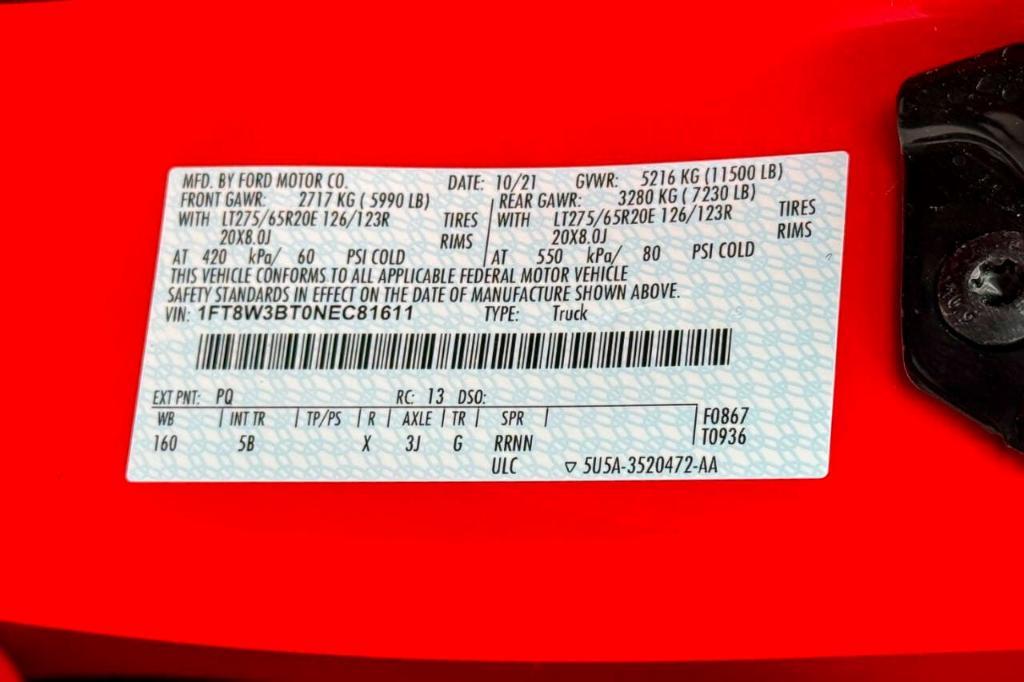 MFD. BY FORD MOTOR CO. DATE: 10/21 GVWR: 5216 KG (11500 LB)
FRONT GAWR: 2717 KG ( 5990 LB) REAR GAWR: 3280 KG ( 7230 LB)
WITH LT275/65R20E 126/123R TIRES WITH LT275/65R20E 126/123R TIRES
20X8.0J RIMS 20X8.0J RIMS
AT 420 kPa/ 60 PSI COLD AT 550 kPa/ 80 PSI COLD
THIS VEHICLE CONFORMS TO ALL APPLICABLE FEDERAL MOTOR VEHICLE
SAFETY STANDARDS IN EFFECT ON THE DATE OF MANUFACTURE SHOWN ABOVE.
VIN: 1FT8W3BT0NEC81611 TYPE: Truck
EXT PNT: PQ RC: 13 DSO:
WB INT TR TP/PS R AXLE TR SPR F0867
160 5B X 3J G RRNN T0936
ULC ▽ 5U5A-3520472-AA